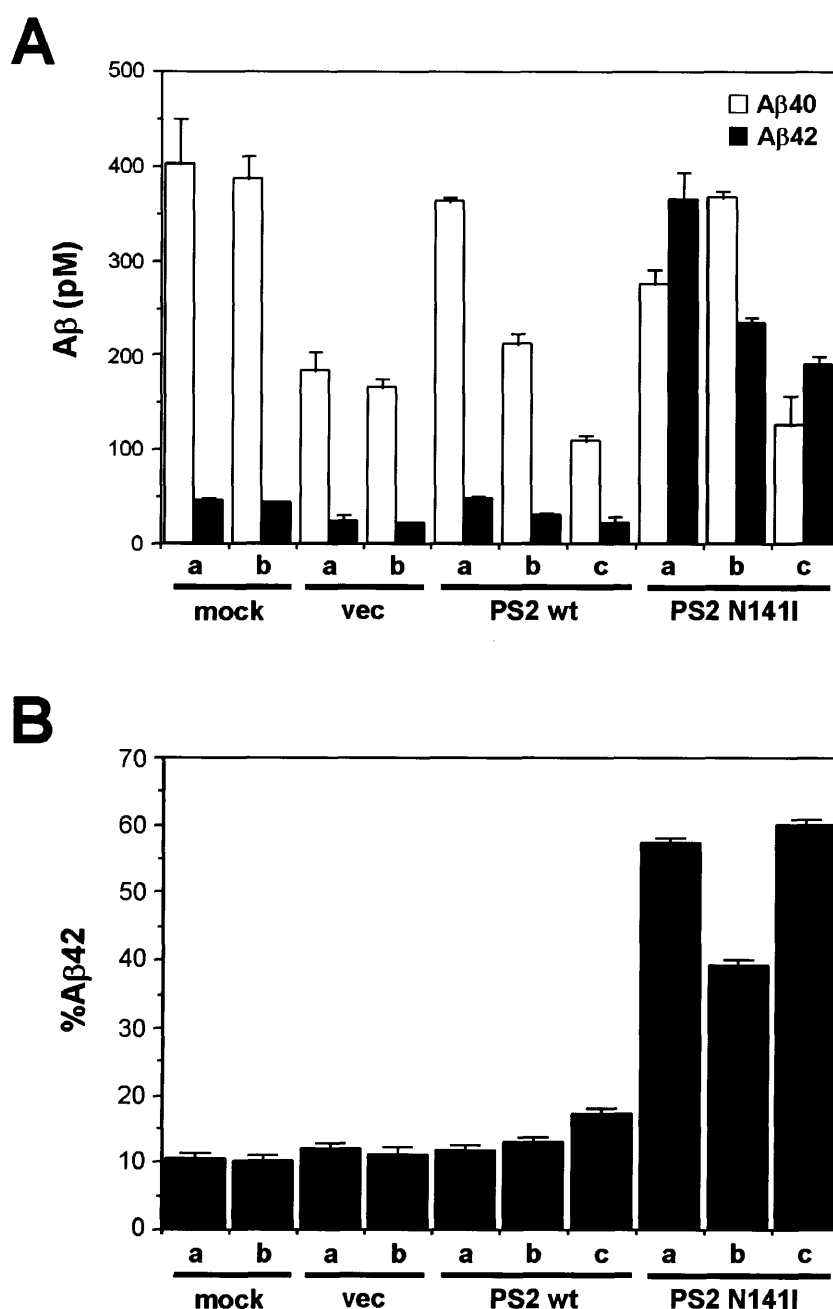 A
500
400
300
200
100
0
Aβ (pM)
Aβ40
Aβ42
a b a b a b c a b c
mock vec PS2 wt PS2 N141I
B
70
60
50
40
30
20
10
0
%Aβ42
a b a b a b c a b c
mock vec PS2 wt PS2 N141I